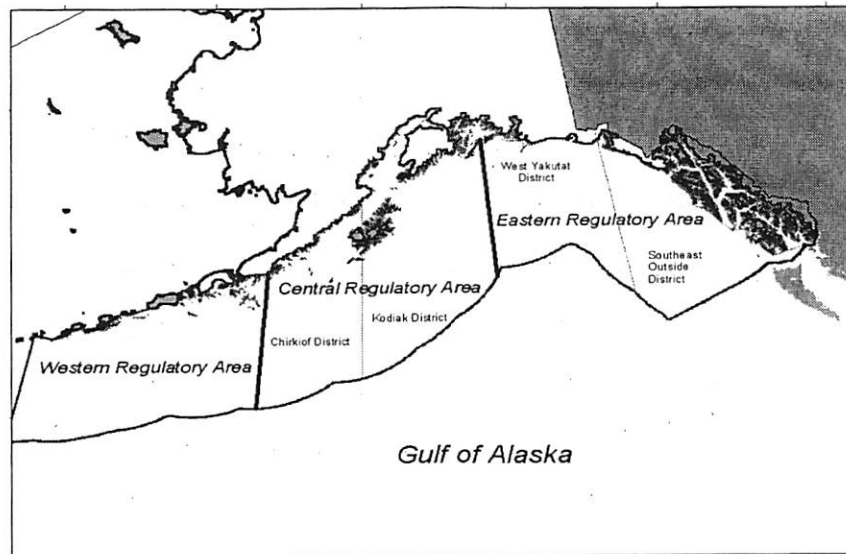 West Yakutat
District
Eastern Regulatory Area
Southeast
Outside
District
Central Regulatory Area
Kodiak District
Chirkiof District
Western Regulatory Area
Gulf of Alaska